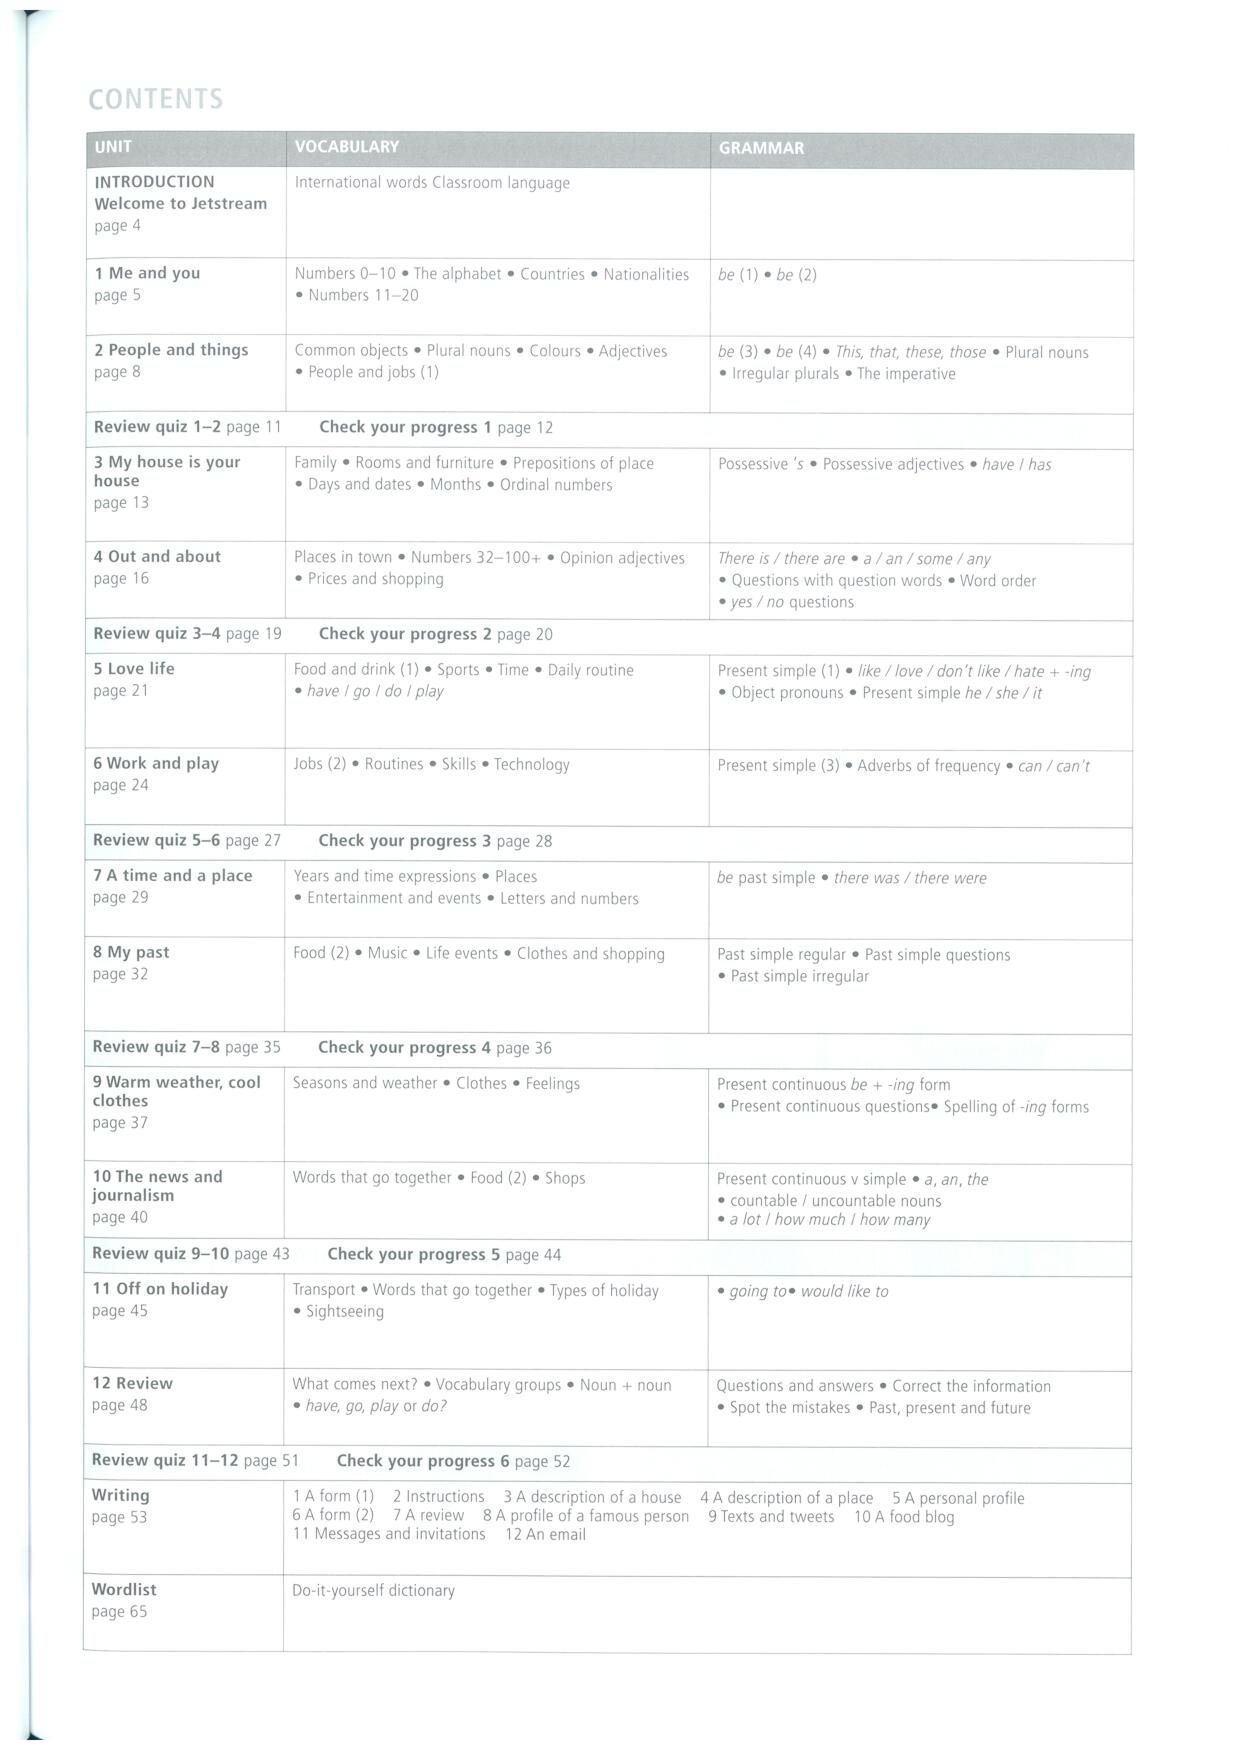 CONTENTS
UNIT VOCABULARY GRAMMAR
INTRODUCTION
Welcome to Jetstream
page 4
International words Classroom language
1 Me and you
page 5
Numbers 0–10 • The alphabet • Countries • Nationalities
• Numbers 11–20
be (1) • be (2)
2 People and things
page 8
Common objects • Plural nouns • Colours • Adjectives
• People and jobs (1)
be (3) • be (4) • This, that, these, those • Plural nouns
• Irregular plurals • The imperative
Review quiz 1–2 page 11 Check your progress 1 page 12
3 My house is your
house
page 13
Family • Rooms and furniture • Prepositions of place
• Days and dates • Months • Ordinal numbers
Possessive 's • Possessive adjectives • have / has
4 Out and about
page 16
Places in town • Numbers 32–100+ • Opinion adjectives
• Prices and shopping
There is / there are • a / an / some / any
• Questions with question words • Word order
• yes / no questions
Review quiz 3–4 page 19 Check your progress 2 page 20
5 Love life
page 21
Food and drink (1) • Sports • Time • Daily routine
• have / go / do / play
Present simple (1) • like / love / don't like / hate + -ing
• Object pronouns • Present simple he / she / it
6 Work and play
page 24
Jobs (2) • Routines • Skills • Technology
Present simple (3) • Adverbs of frequency • can / can't
Review quiz 5–6 page 27 Check your progress 3 page 28
7 A time and a place
page 29
Years and time expressions • Places
• Entertainment and events • Letters and numbers
be past simple • there was / there were
8 My past
page 32
Food (2) • Music • Life events • Clothes and shopping
Past simple regular • Past simple questions
• Past simple irregular
Review quiz 7–8 page 35 Check your progress 4 page 36
9 Warm weather, cool
clothes
page 37
Seasons and weather • Clothes • Feelings
Present continuous be + -ing form
• Present continuous questions• Spelling of -ing forms
10 The news and
journalism
page 40
Words that go together • Food (2) • Shops
Present continuous v simple • a, an, the
• countable / uncountable nouns
• a lot / how much / how many
Review quiz 9–10 page 43 Check your progress 5 page 44
11 Off on holiday
page 45
Transport • Words that go together • Types of holiday
• Sightseeing
• going to• would like to
12 Review
page 48
What comes next? • Vocabulary groups • Noun + noun
• have, go, play or do?
Questions and answers • Correct the information
• Spot the mistakes • Past, present and future
Review quiz 11–12 page 51 Check your progress 6 page 52
Writing
page 53
1 A form (1) 2 Instructions 3 A description of a house 4 A description of a place 5 A personal profile
6 A form (2) 7 A review 8 A profile of a famous person 9 Texts and tweets 10 A food blog
11 Messages and invitations 12 An email
Wordlist
page 65
Do-it-yourself dictionary